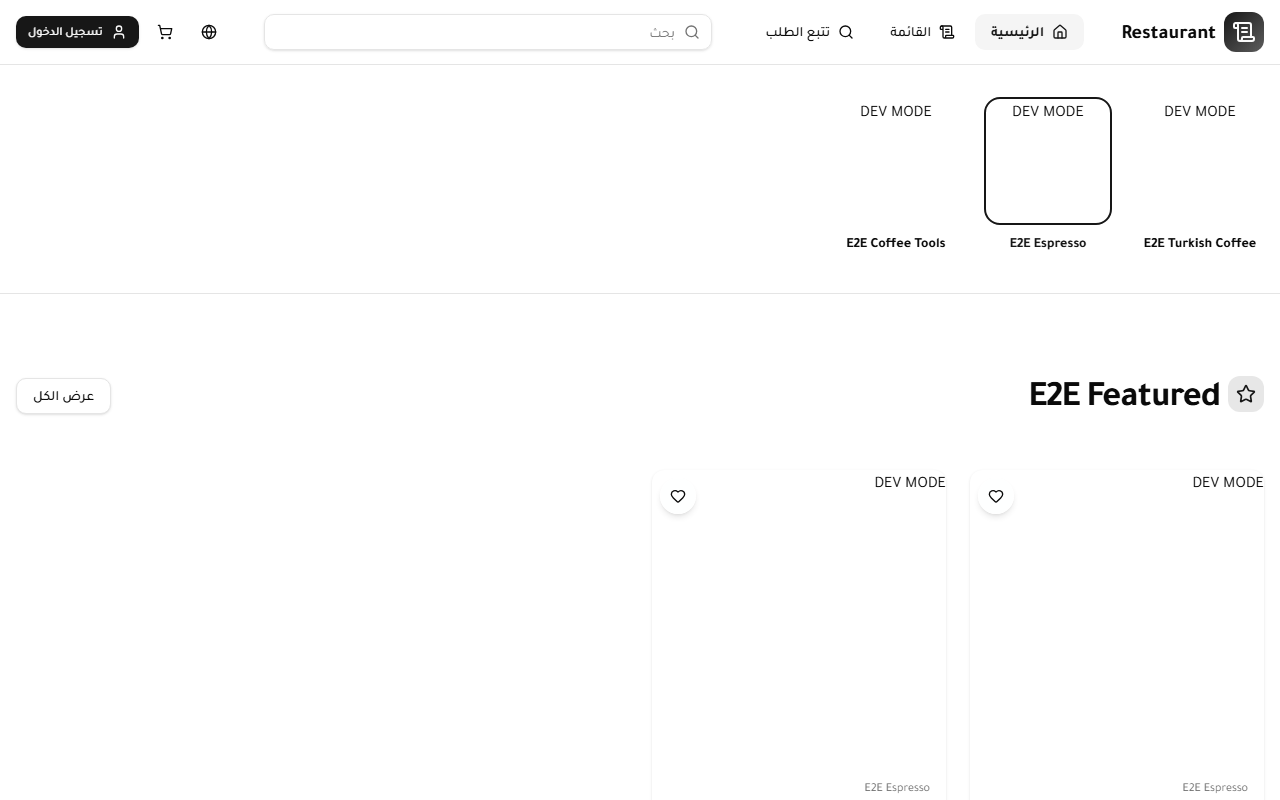 Restaurant
الرئيسية
القائمة
تتبع الطلب
بحث
تسجيل الدخول
DEV MODE
E2E Turkish Coffee
DEV MODE
E2E Espresso
DEV MODE
E2E Coffee Tools
E2E Featured
عرض الكل
DEV MODE
E2E Espresso
DEV MODE
E2E Espresso